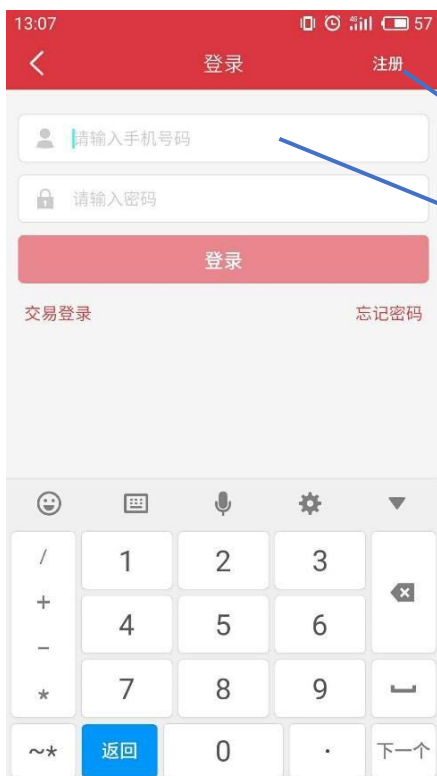 13:07 4G 57
登录 注册
请输入手机号码
请输入密码
登录
交易登录 忘记密码
/ 1 2 3
+
4 5 6
-
* 7 8 9
~* 返回 0 . 下一个